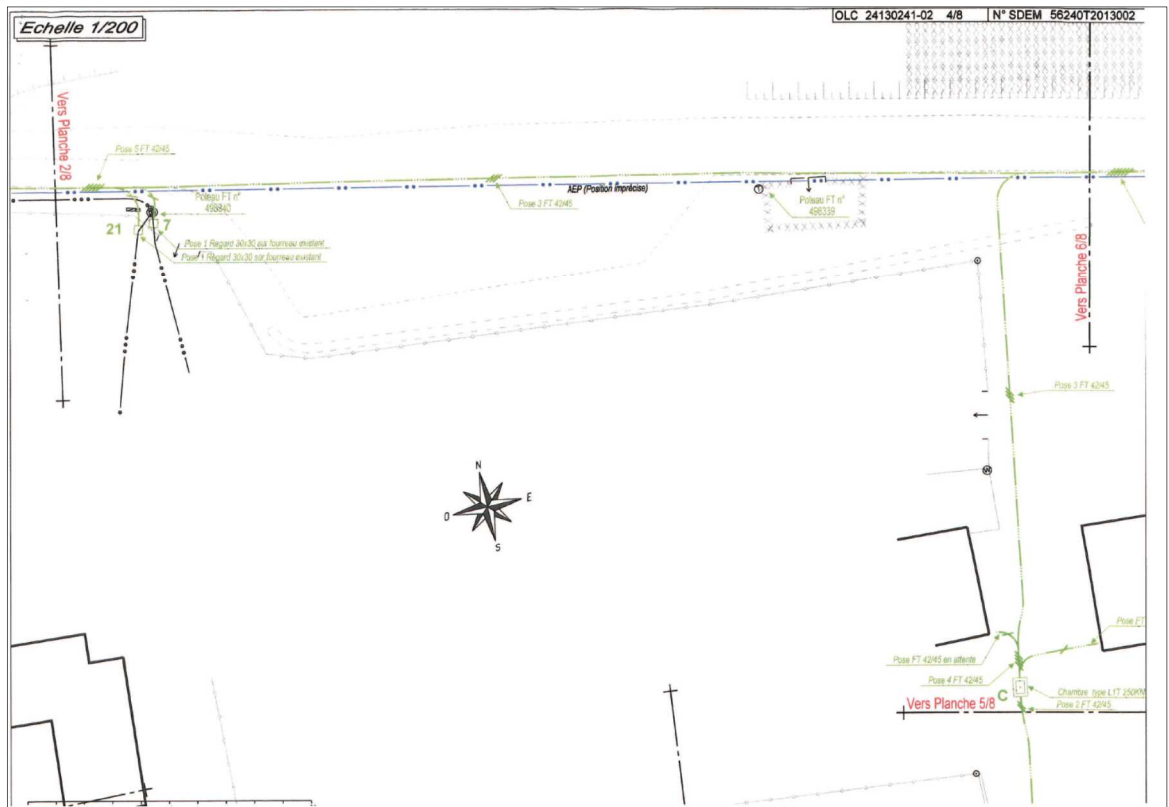 Echelle 1/200
OLC 24130241-02 4/8 N° SDEM 56240T2013002
Vers Planche 2/8
Pose 5 FT 42/45
Poteau FT n°
498840
21
7
Pose 1 Regard 30x30 sur fourreau existant
Pose 1 Regard 30x30 sur fourreau existant
Pose 3 FT 42/45
AEP (Position imprécise)
T
Poteau FT n°
498339
Vers Planche 6/8
Pose 3 FT 42/45
W
N
E
O
S
Pose FT
Pose FT 42/45 en attente
Pose 4 FT 42/45
C
Chambre type L1T 250KN
Pose 2 FT 42/45
Vers Planche 5/8